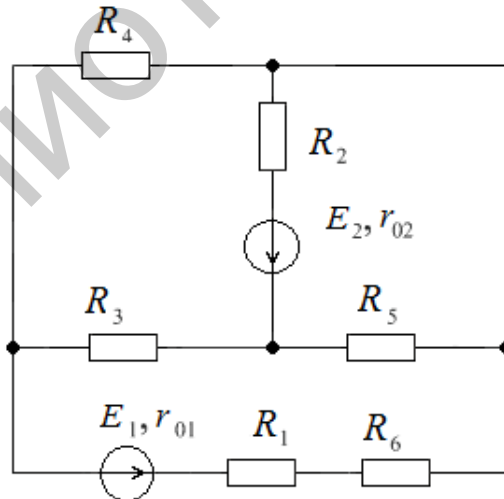 R₄
R₂
E₂, r₀₂
R₃
R₅
E₁, r₀₁
R₁
R₆